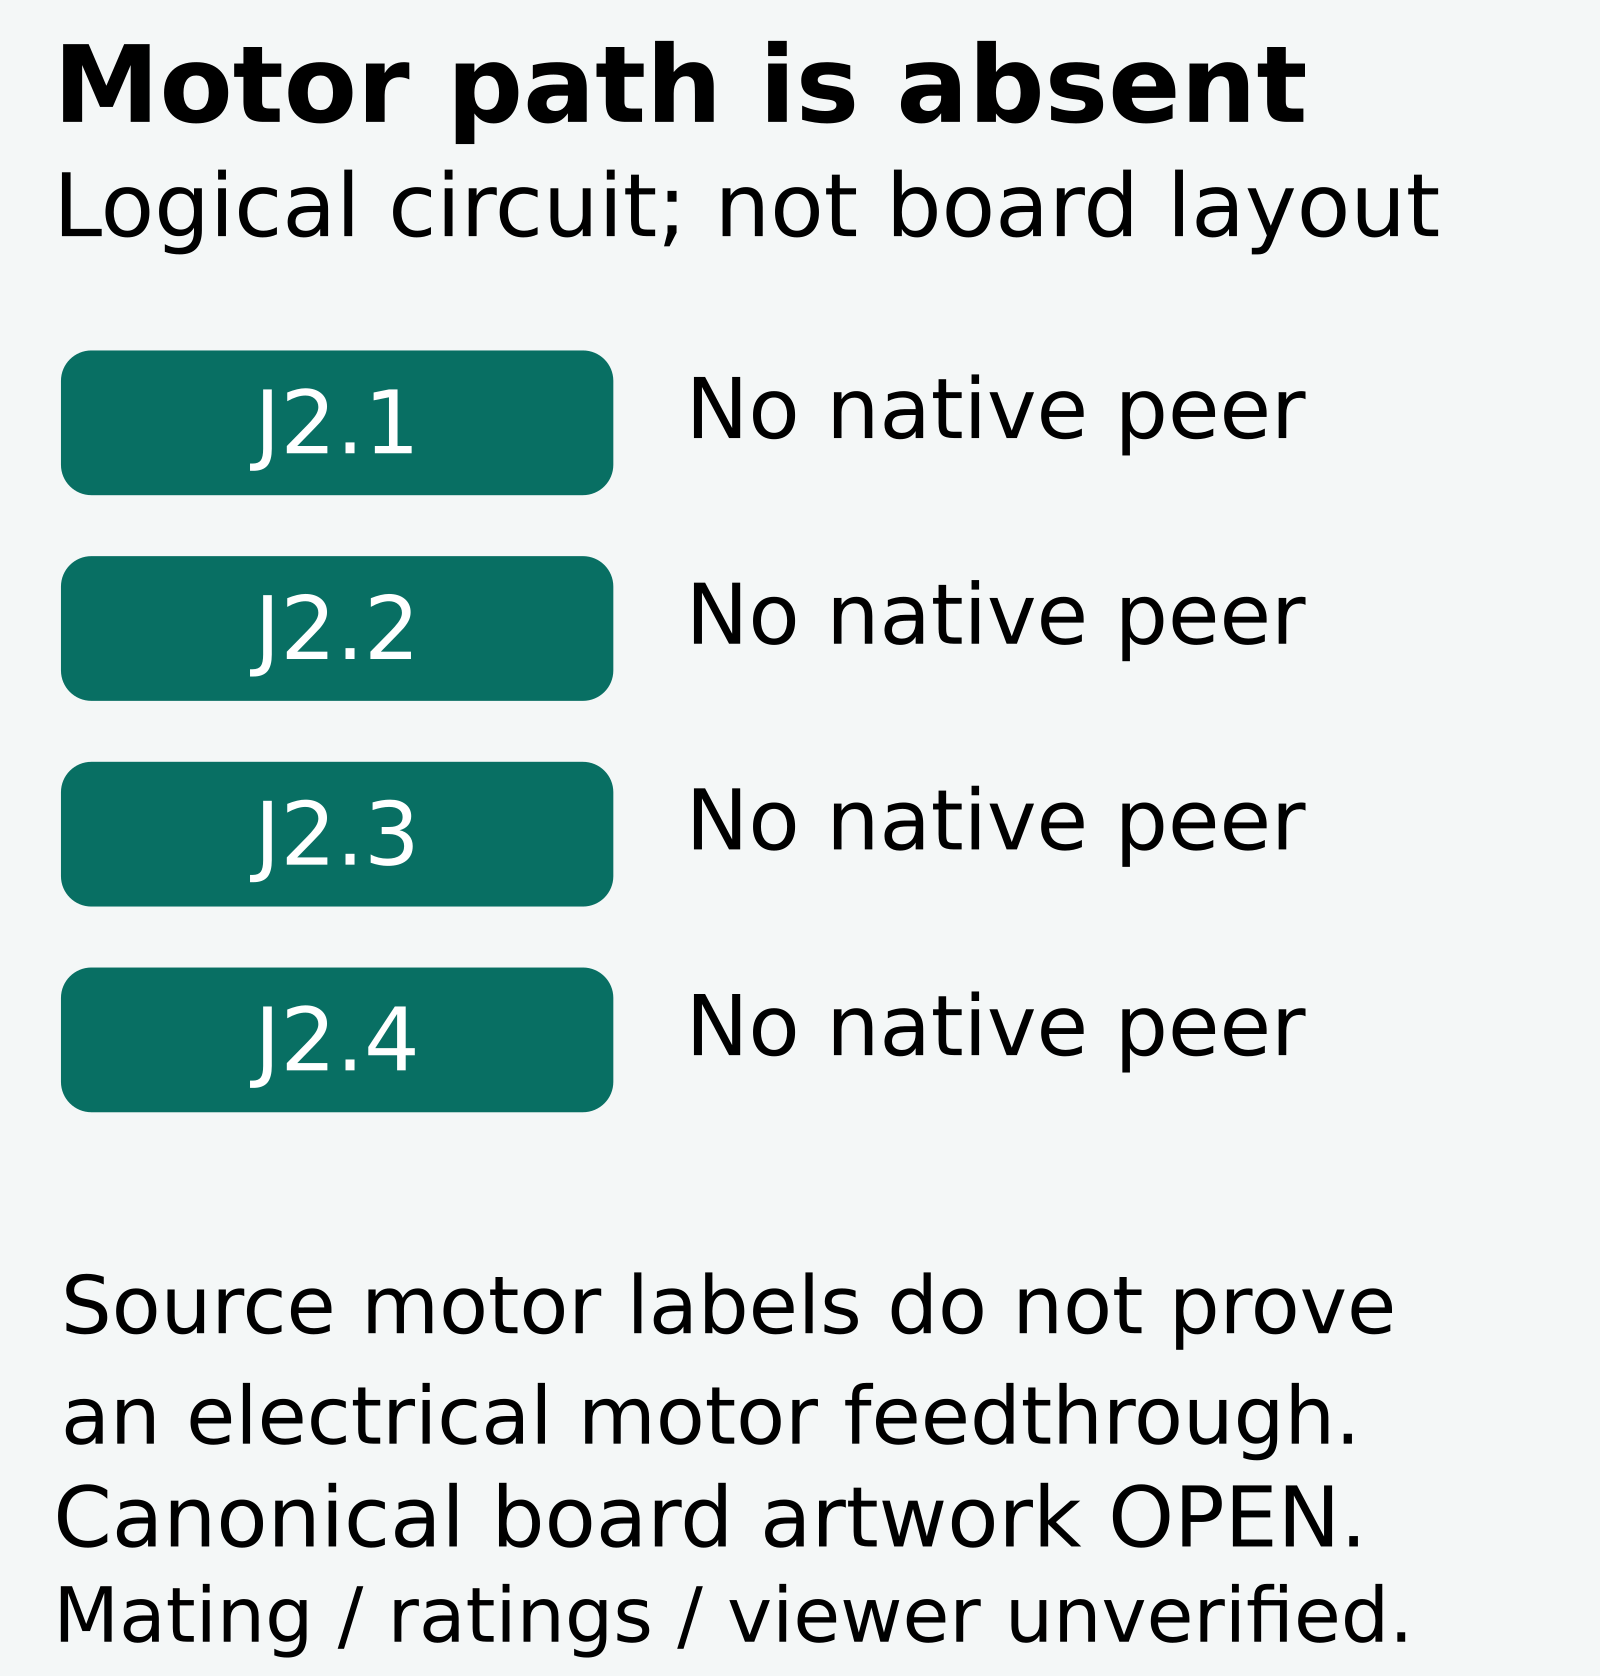 Motor path is absent
Logical circuit; not board layout
J2.1 No native peer
J2.2 No native peer
J2.3 No native peer
J2.4 No native peer
Source motor labels do not prove
an electrical motor feedthrough.
Canonical board artwork OPEN.
Mating / ratings / viewer unverified.